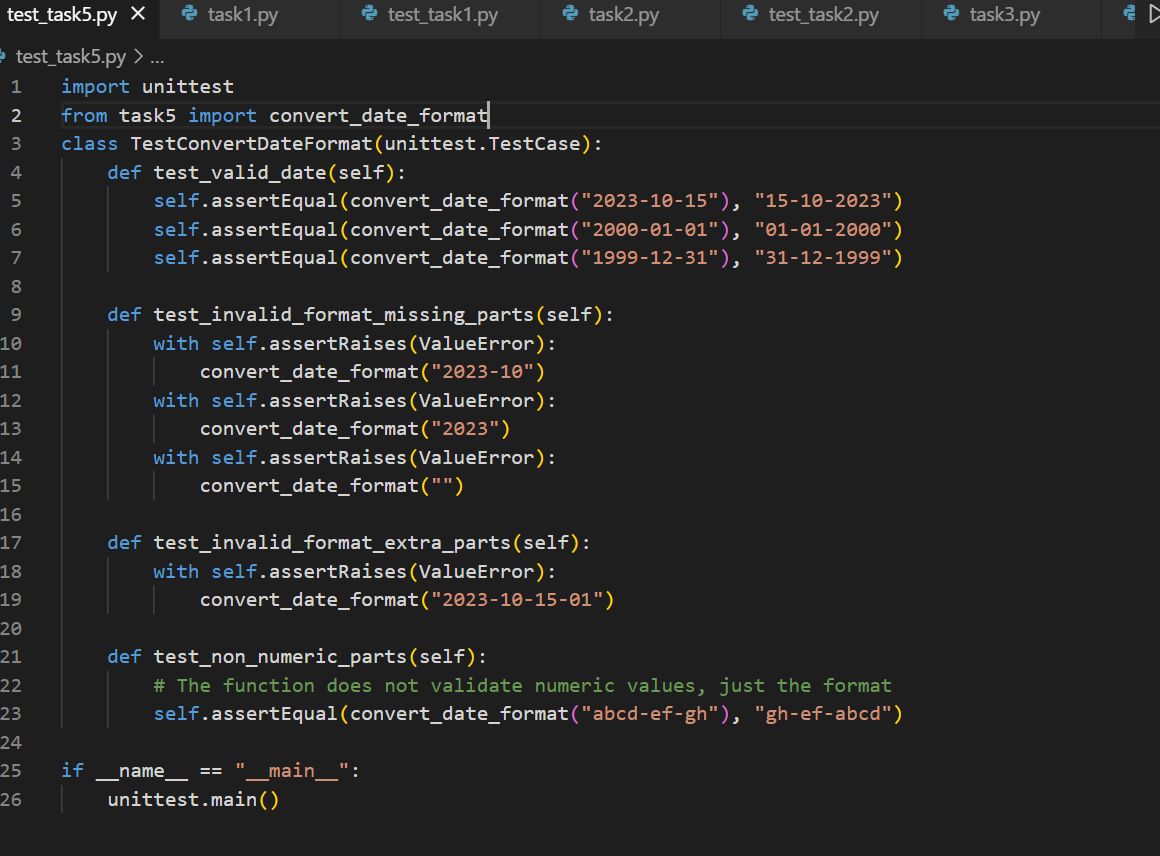 test_task5.py task1.py test_task1.py task2.py test_task2.py task3.py
test_task5.py > ...
1 import unittest
2 from task5 import convert_date_format
3 class TestConvertDateFormat(unittest.TestCase):
4     def test_valid_date(self):
5         self.assertEqual(convert_date_format("2023-10-15"), "15-10-2023")
6         self.assertEqual(convert_date_format("2000-01-01"), "01-01-2000")
7         self.assertEqual(convert_date_format("1999-12-31"), "31-12-1999")
8
9     def test_invalid_format_missing_parts(self):
10         with self.assertRaises(ValueError):
11             convert_date_format("2023-10")
12         with self.assertRaises(ValueError):
13             convert_date_format("2023")
14         with self.assertRaises(ValueError):
15             convert_date_format("")
16
17     def test_invalid_format_extra_parts(self):
18         with self.assertRaises(ValueError):
19             convert_date_format("2023-10-15-01")
20
21     def test_non_numeric_parts(self):
22         # The function does not validate numeric values, just the format
23         self.assertEqual(convert_date_format("abcd-ef-gh"), "gh-ef-abcd")
24
25 if __name__ == "__main__":
26     unittest.main()